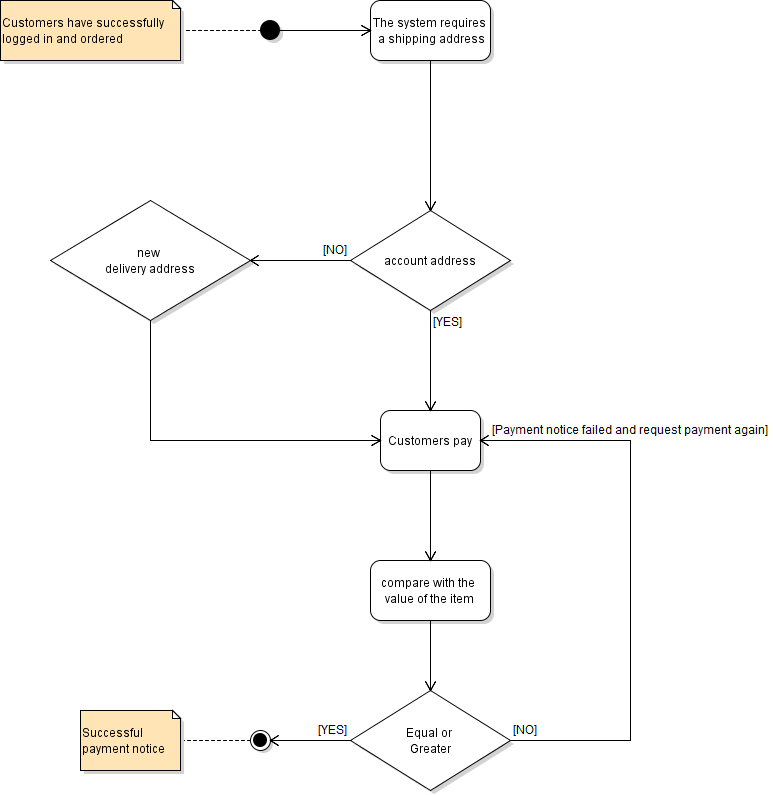 Customers have successfully
logged in and ordered
The system requires
a shipping address
new
delivery address
[NO]
account address
[YES]
Customers pay
[Payment notice failed and request payment again]
compare with the
value of the item
Successful
payment notice
[YES]
Equal or
Greater
[NO]